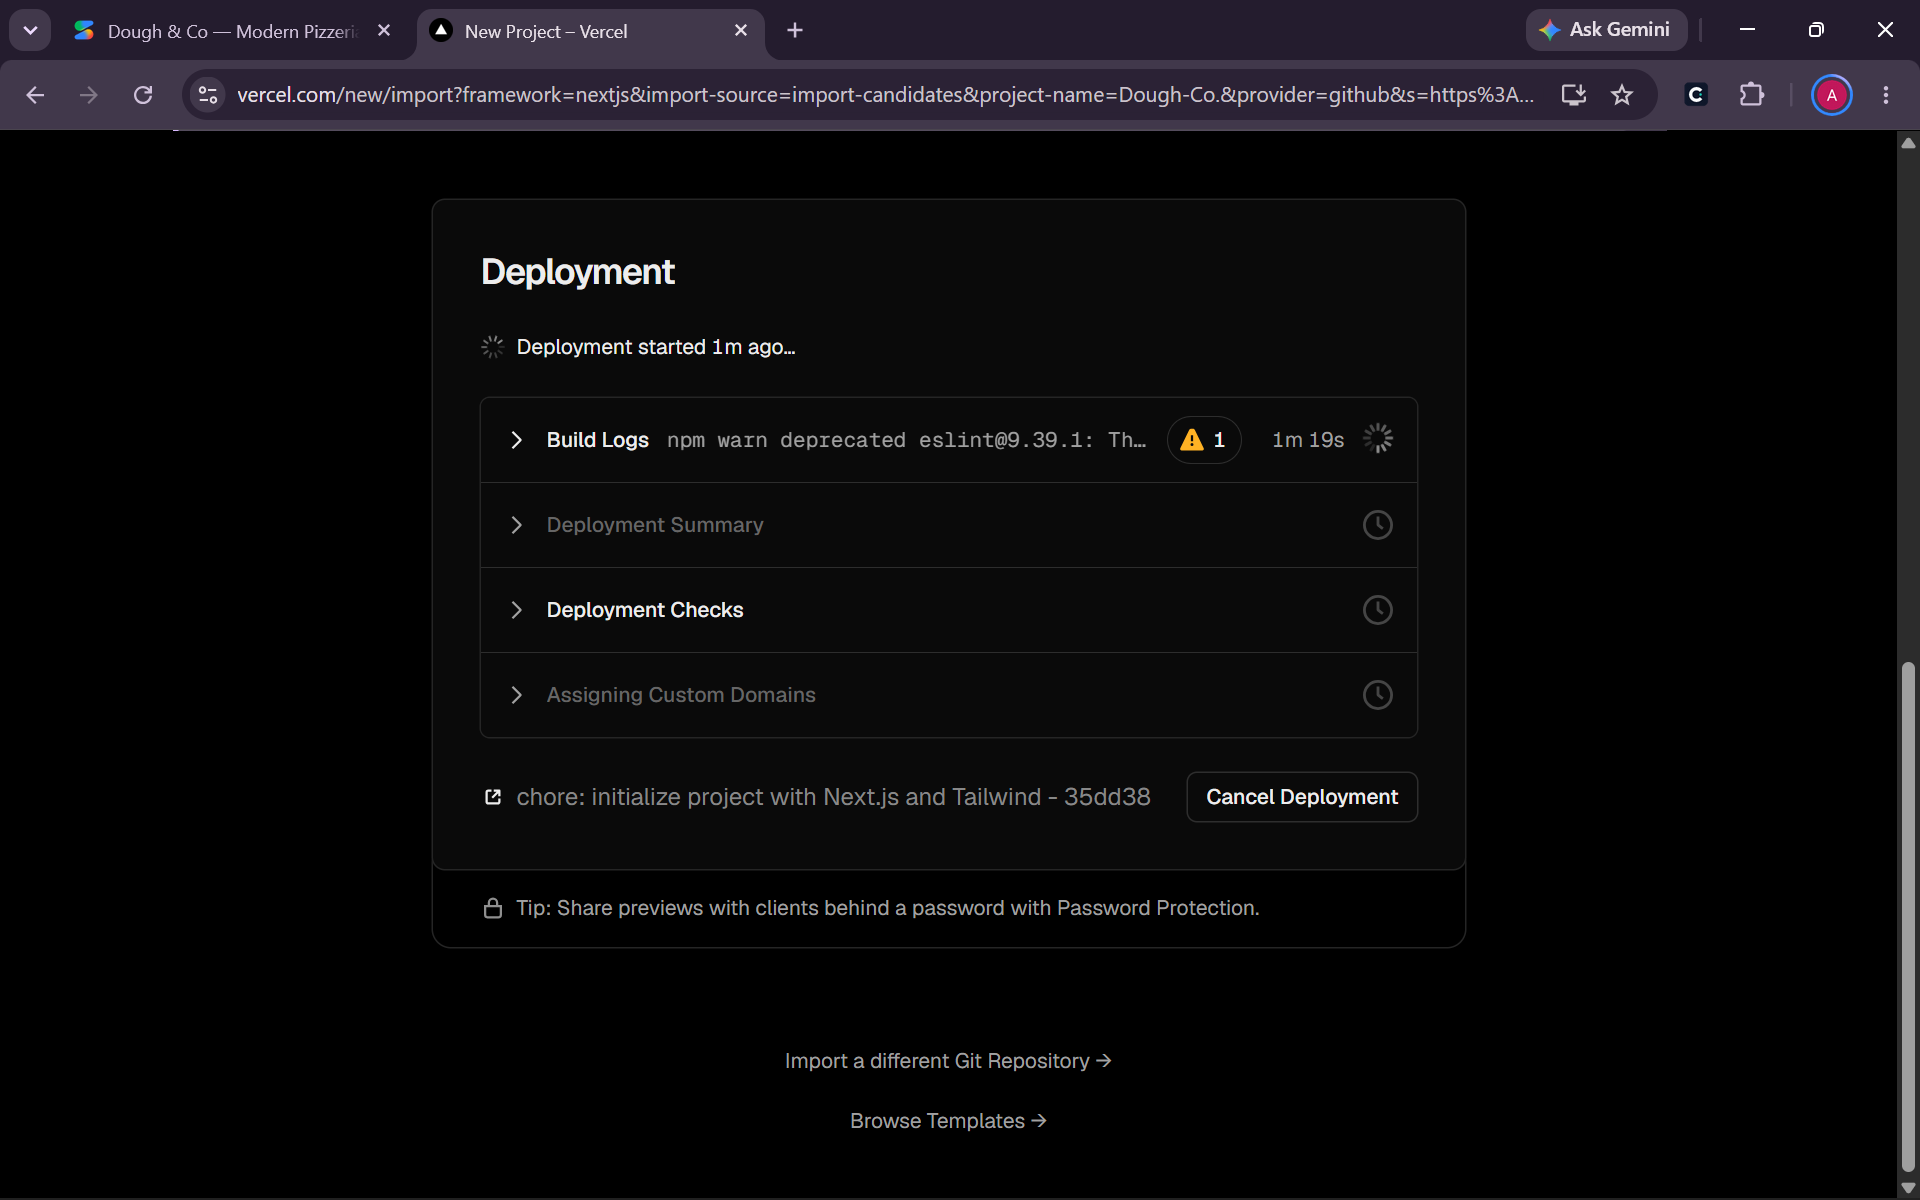 Dough & Co — Modern Pizzeri
New Project – Vercel
Ask Gemini
vercel.com/new/import?framework=nextjs&import-source=import-candidates&project-name=Dough-Co.&provider=github&s=https%3A...
C
A
Deployment
Deployment started 1m ago...
Build Logs npm warn deprecated eslint@9.39.1: Th... 1 1m 19s
Deployment Summary
Deployment Checks
Assigning Custom Domains
chore: initialize project with Next.js and Tailwind - 35dd38
Cancel Deployment
Tip: Share previews with clients behind a password with Password Protection.
Import a different Git Repository →
Browse Templates →